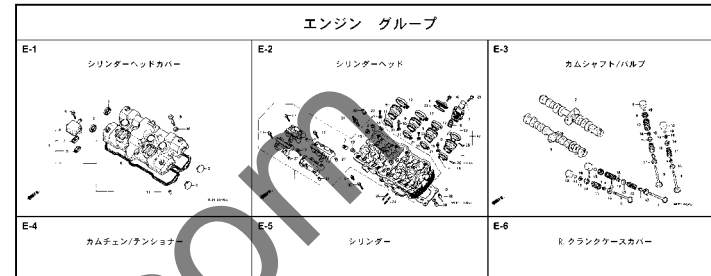 エンジン グループ
E-1
シリンダーヘッドカバー
E-2
シリンダーヘッド
E-3
カムシャフト/バルブ
E-4
カムチェン/テンショナー
E-5
シリンダー
E-6
R. クランクケースカバー
com